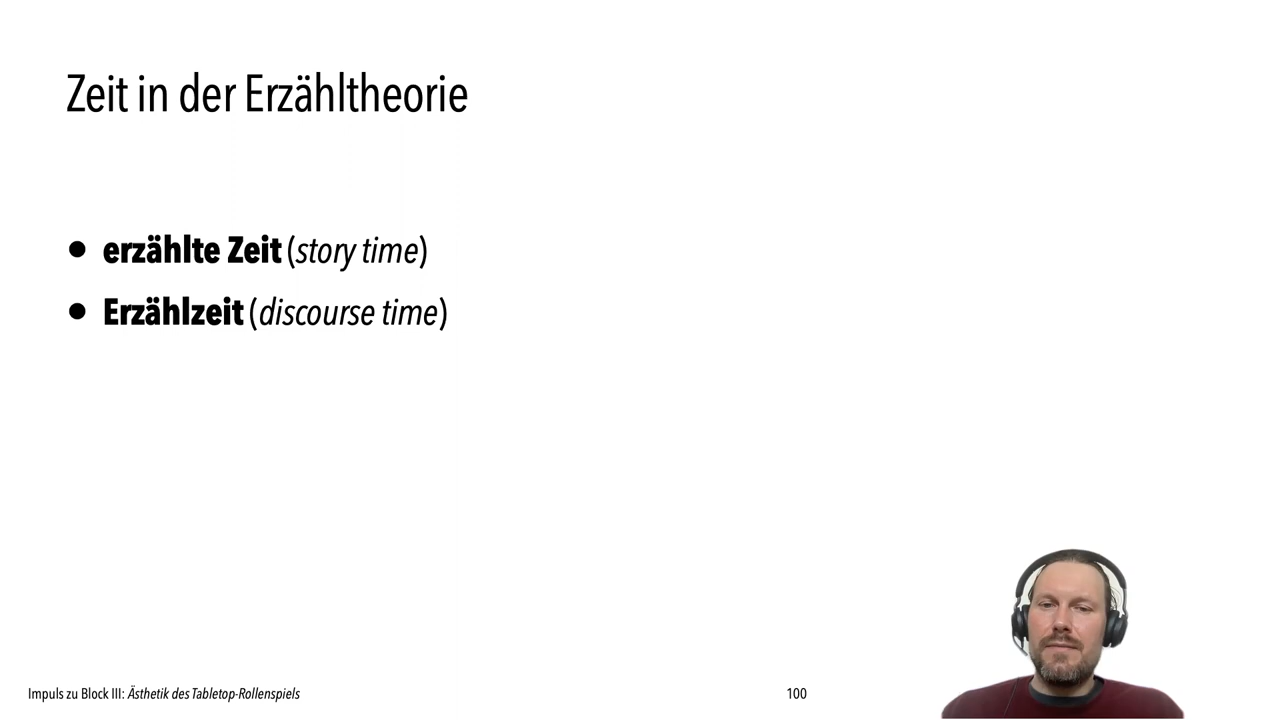 Zeit in der Erzähltheorie
• erzählte Zeit (story time)
• Erzählzeit (discourse time)
Impuls zu Block III: Ästhetik des Tabletop-Rollenspiels
100